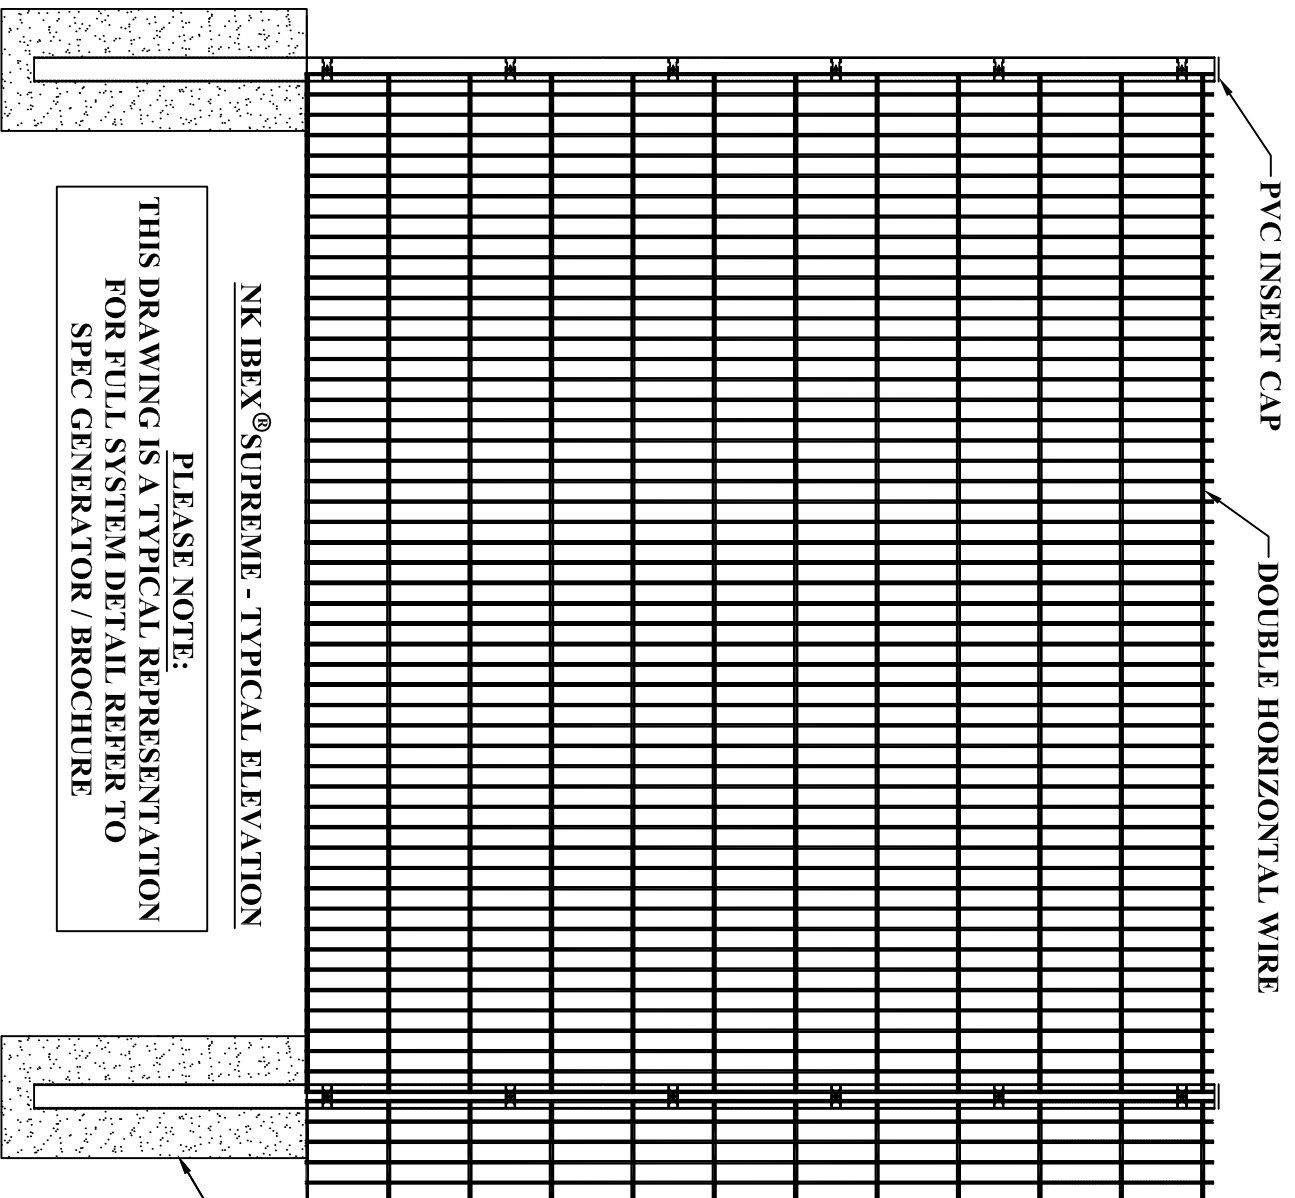 PVC INSERT CAP
DOUBLE HORIZONTAL WIRE
NK IBEX® SUPREME - TYPICAL ELEVATION
PLEASE NOTE:
THIS DRAWING IS A TYPICAL REPRESENTATION
FOR FULL SYSTEM DETAIL REFER TO
SPEC GENERATOR / BROCHURE